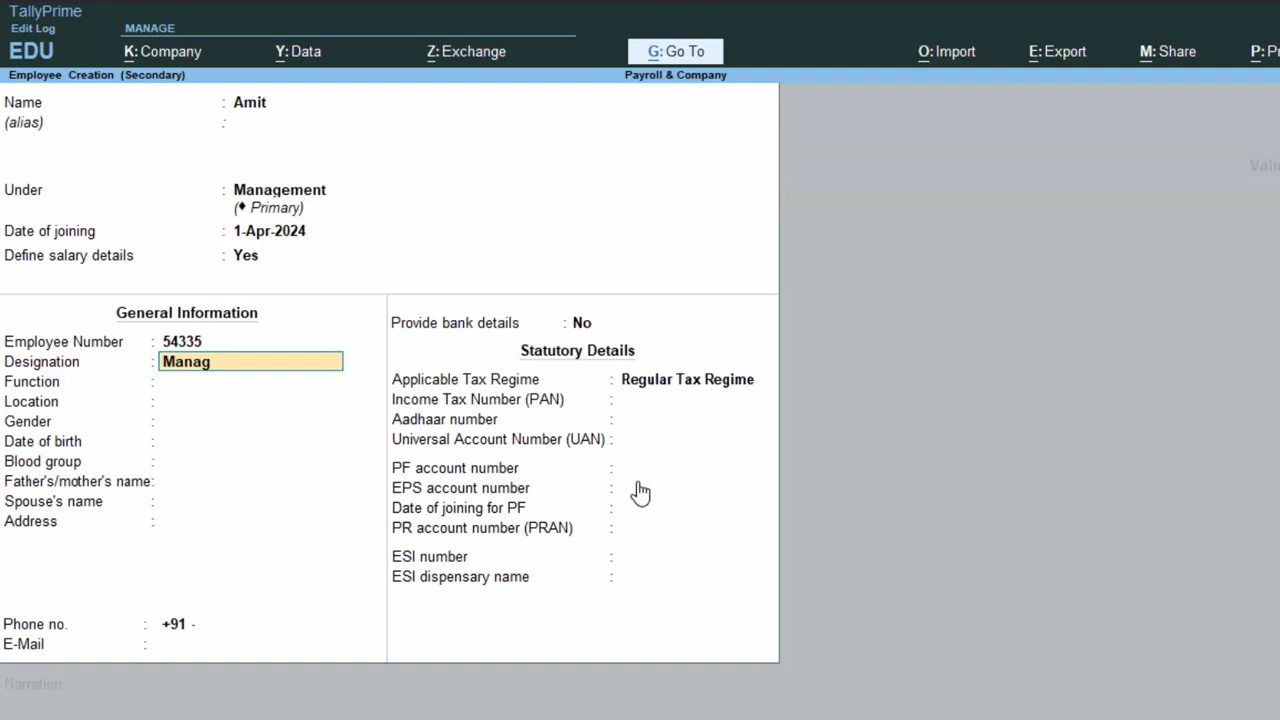 TallyPrime
Edit Log
EDU
MANAGE
K: Company
Y: Data
Z: Exchange
G: Go To
O: Import
E: Export
M: Share
Employee Creation (Secondary)
Payroll & Company
Name : Amit
(alias) :
Under : Management
(♦ Primary)
Date of joining : 1-Apr-2024
Define salary details : Yes
General Information
Employee Number : 54335
Designation : Manag
Function :
Location :
Gender :
Date of birth :
Blood group :
Father's/mother's name:
Spouse's name :
Address :
Phone no. : +91 -
E-Mail :
Provide bank details : No
Statutory Details
Applicable Tax Regime : Regular Tax Regime
Income Tax Number (PAN) :
Aadhaar number :
Universal Account Number (UAN) :
PF account number :
EPS account number :
Date of joining for PF :
PR account number (PRAN) :
ESI number :
ESI dispensary name :
Narration